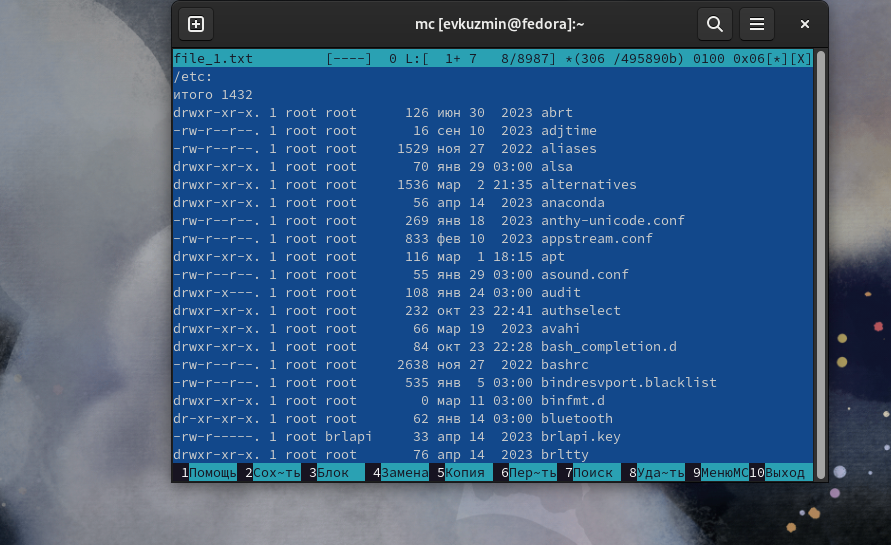 mc [evkuzmin@fedora]:~
file_1.txt         [----]  0 L:[  1+ 7   8/8987] *(306 /495890b) 0100 0x06[*][X]
/etc:
итого 1432
drwxr-xr-x. 1 root root      126 июн 30  2023 abrt
-rw-r--r--. 1 root root       16 сен 10  2023 adjtime
-rw-r--r--. 1 root root     1529 ноя 27  2022 aliases
drwxr-xr-x. 1 root root       70 янв 29 03:00 alsa
drwxr-xr-x. 1 root root     1536 мар  2 21:35 alternatives
drwxr-xr-x. 1 root root       56 апр 14  2023 anaconda
-rw-r--r--. 1 root root      269 янв 18  2023 anthy-unicode.conf
-rw-r--r--. 1 root root      833 фев 10  2023 appstream.conf
drwxr-xr-x. 1 root root      116 мар  1 18:15 apt
-rw-r--r--. 1 root root       55 янв 29 03:00 asound.conf
drwxr-x---. 1 root root      108 янв 24 03:00 audit
drwxr-xr-x. 1 root root      232 окт 23 22:41 authselect
drwxr-xr-x. 1 root root       66 мар 19  2023 avahi
drwxr-xr-x. 1 root root       84 окт 23 22:28 bash_completion.d
-rw-r--r--. 1 root root     2638 ноя 27  2022 bashrc
-rw-r--r--. 1 root root      535 янв  5 03:00 bindresvport.blacklist
drwxr-xr-x. 1 root root        0 мар 11 03:00 binfmt.d
dr-xr-xr-x. 1 root root       62 янв 14 03:00 bluetooth
-rw-r-----. 1 root brlapi     33 апр 14  2023 brlapi.key
drwxr-xr-x. 1 root root       76 апр 14  2023 brltty
1Помощь 2Сох~ть 3Блок 4Замена 5Копия 6Пер~ть 7Поиск 8Уда~ть 9МенюМС 10Выход